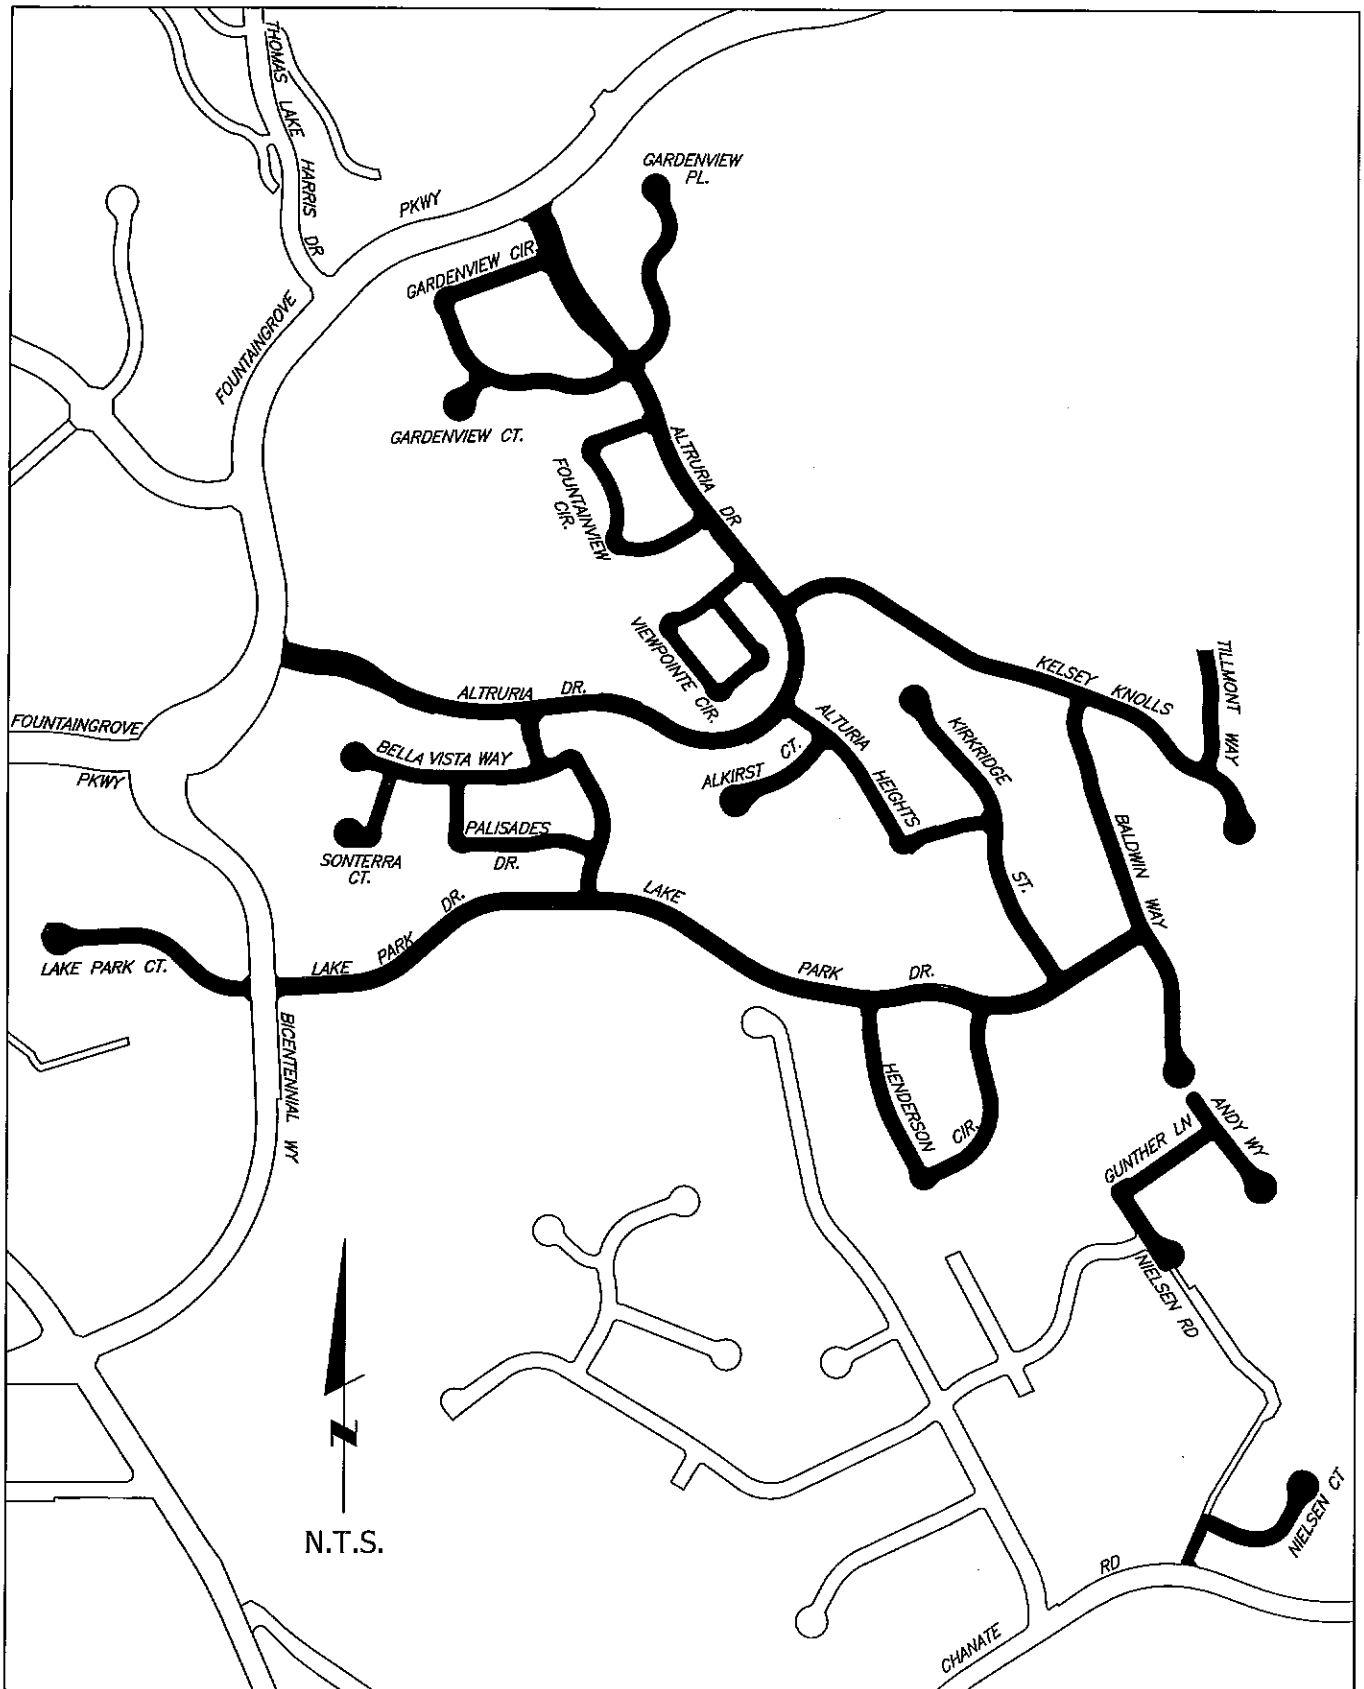 THOMAS LAKE HARRIS DR
GARDENVIEW
PL.
PKWY
GARDENVIEW CIR.
FOUNTAINGROVE
GARDENVIEW CT.
ALTRURIA DR
FOUNTAINVIEW
CIR.
VIEWPOINTE CIR.
KELSEY KNOLLS
TILLMONT WAY
ALTRURIA DR.
FOUNTAINGROVE
PKWY
BELLA VISTA WAY
ALKIRST CT.
ALTURIA HEIGHTS
KIRKRIDGE ST.
BALDWIN WAY
PALISADES
DR.
SONTERRA
CT.
LAKE PARK DR.
LAKE PARK DR.
LAKE PARK CT.
BICENTENNIAL WY
HENDERSON CIR.
GUNTHER LN
ANDY WY
NIELSEN RD
N.T.S.
Z
NIELSEN CT
CHANATE RD